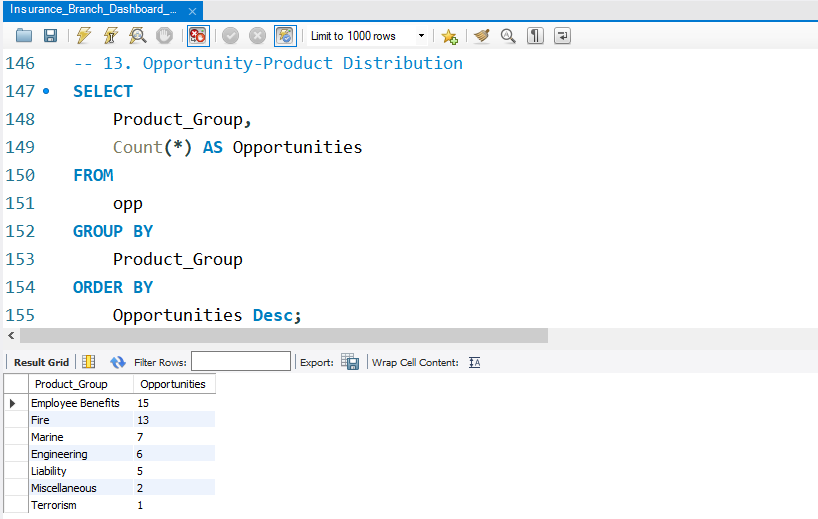 Insurance_Branch_Dashboard_...
Limit to 1000 rows
146 -- 13. Opportunity-Product Distribution
147 SELECT
148 Product_Group,
149 Count(*) AS Opportunities
150 FROM
151 opp
152 GROUP BY
153 Product_Group
154 ORDER BY
155 Opportunities Desc;
Result Grid Filter Rows: Export: Wrap Cell Content:
Product_Group Opportunities
Employee Benefits 15
Fire 13
Marine 7
Engineering 6
Liability 5
Miscellaneous 2
Terrorism 1